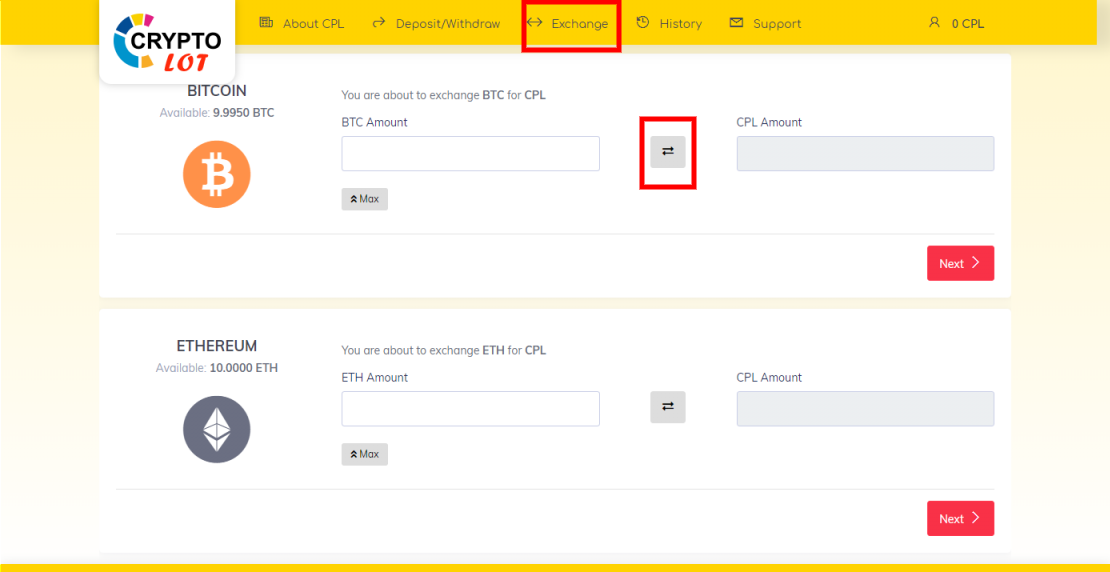 CRYPTO
LOT
About CPL Deposit/Withdraw Exchange History Support 0 CPL
BITCOIN
Available: 9.9950 BTC
You are about to exchange BTC for CPL
BTC Amount
CPL Amount
Max
Next
ETHEREUM
Available: 10.0000 ETH
You are about to exchange ETH for CPL
ETH Amount
CPL Amount
Max
Next